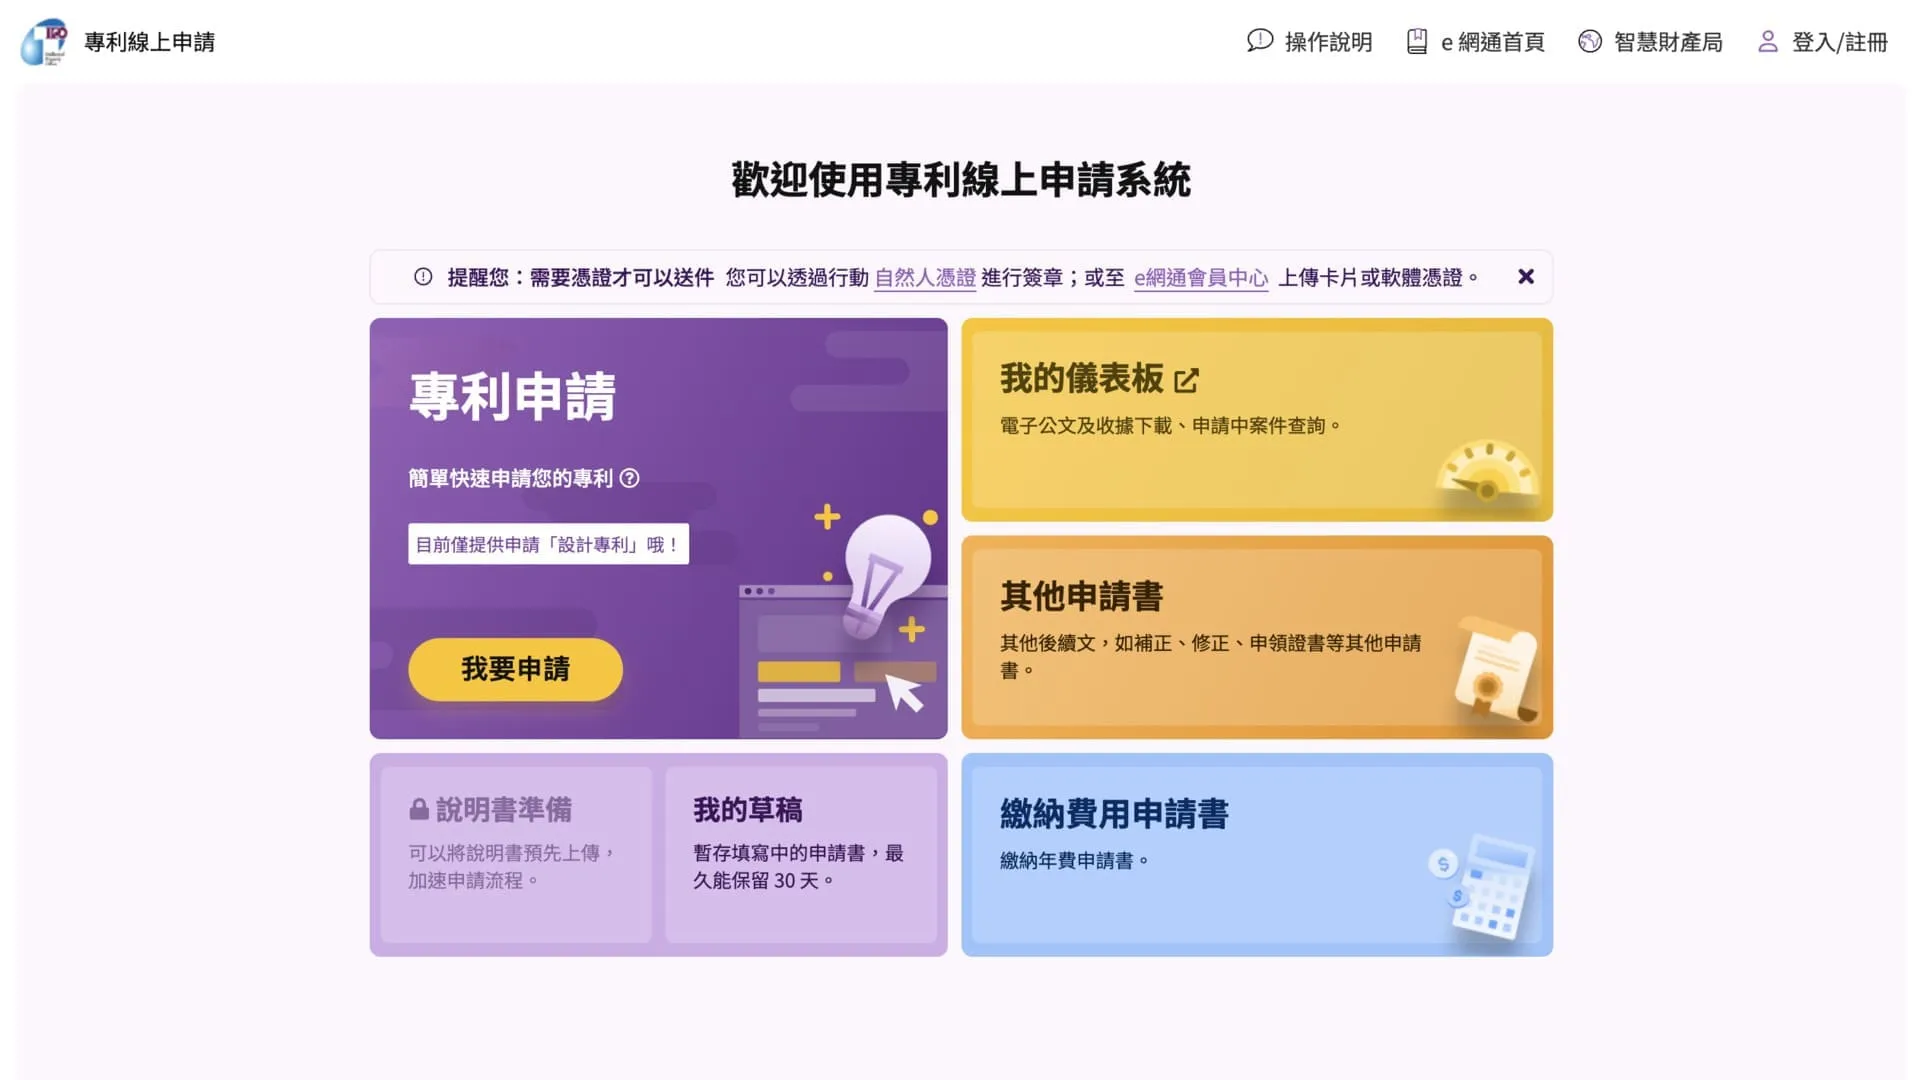 專利線上申請
操作說明
e 網通首頁
智慧財產局
登入/註冊
歡迎使用專利線上申請系統
提醒您：需要憑證才可以送件 您可以透過行動 自然人憑證 進行簽章；或至 e網通會員中心 上傳卡片或軟體憑證。
專利申請
簡單快速申請您的專利
目前僅提供申請「設計專利」哦！
我要申請
我的儀表板
電子公文及收據下載、申請中案件查詢。
其他申請書
其他後續文，如補正、修正、申領證書等其他申請
書。
說明書準備
可以將說明書預先上傳，
加速申請流程。
我的草稿
暫存填寫中的申請書，最
久能保留 30 天。
繳納費用申請書
繳納年費申請書。